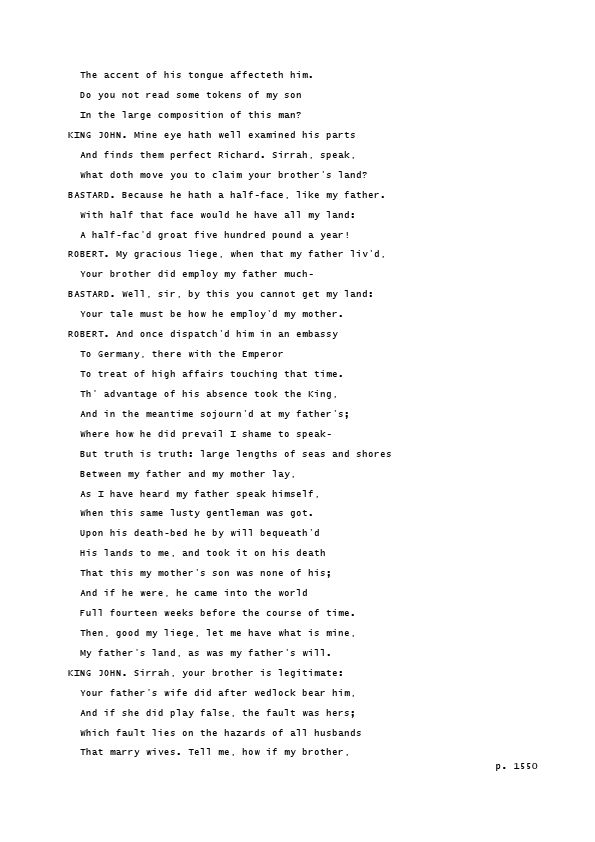 The accent of his tongue affecteth him.
Do you not read some tokens of my son
In the large composition of this man?
KING JOHN. Mine eye hath well examined his parts
And finds them perfect Richard. Sirrah, speak,
What doth move you to claim your brother's land?
BASTARD. Because he hath a half-face, like my father.
With half that face would he have all my land:
A half-fac'd groat five hundred pound a year!
ROBERT. My gracious liege, when that my father liv'd,
Your brother did employ my father much-
BASTARD. Well, sir, by this you cannot get my land:
Your tale must be how he employ'd my mother.
ROBERT. And once dispatch'd him in an embassy
To Germany, there with the Emperor
To treat of high affairs touching that time.
Th' advantage of his absence took the King,
And in the meantime sojourn'd at my father's;
Where how he did prevail I shame to speak-
But truth is truth: large lengths of seas and shores
Between my father and my mother lay,
As I have heard my father speak himself,
When this same lusty gentleman was got.
Upon his death-bed he by will bequeath'd
His lands to me, and took it on his death
That this my mother's son was none of his;
And if he were, he came into the world
Full fourteen weeks before the course of time.
Then, good my liege, let me have what is mine,
My father's land, as was my father's will.
KING JOHN. Sirrah, your brother is legitimate:
Your father's wife did after wedlock bear him,
And if she did play false, the fault was hers;
Which fault lies on the hazards of all husbands
That marry wives. Tell me, how if my brother,
p. 1550